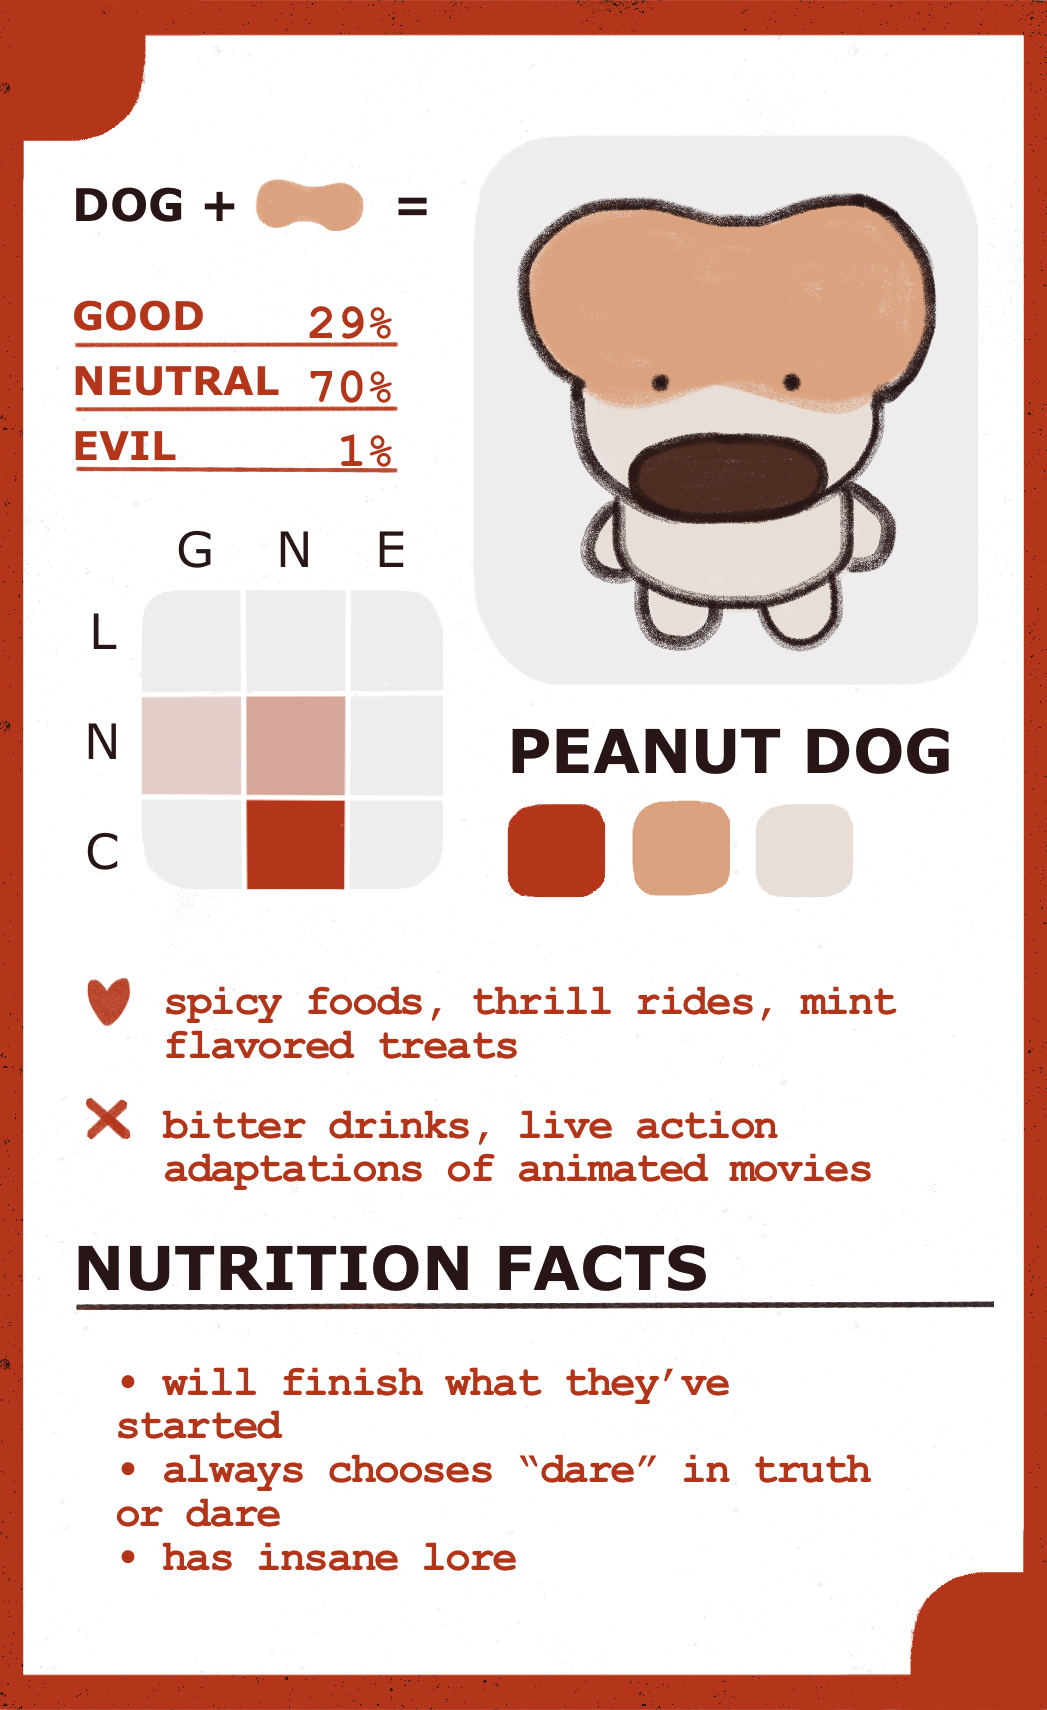 DOG + =
GOOD 29%
NEUTRAL 70%
EVIL 1%
G N E
L
N
C
PEANUT DOG
spicy foods, thrill rides, mint
flavored treats
bitter drinks, live action
adaptations of animated movies
NUTRITION FACTS
• will finish what they’ve
started
• always chooses “dare” in truth
or dare
• has insane lore